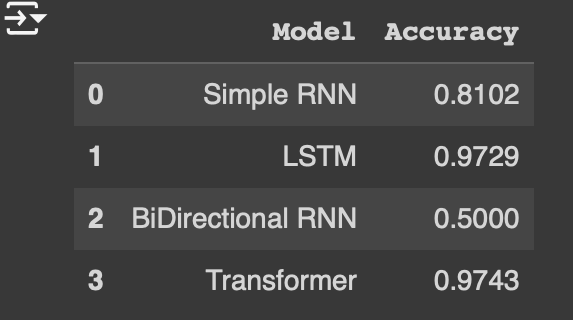 Model Accuracy
0 Simple RNN 0.8102
1 LSTM 0.9729
2 BiDirectional RNN 0.5000
3 Transformer 0.9743